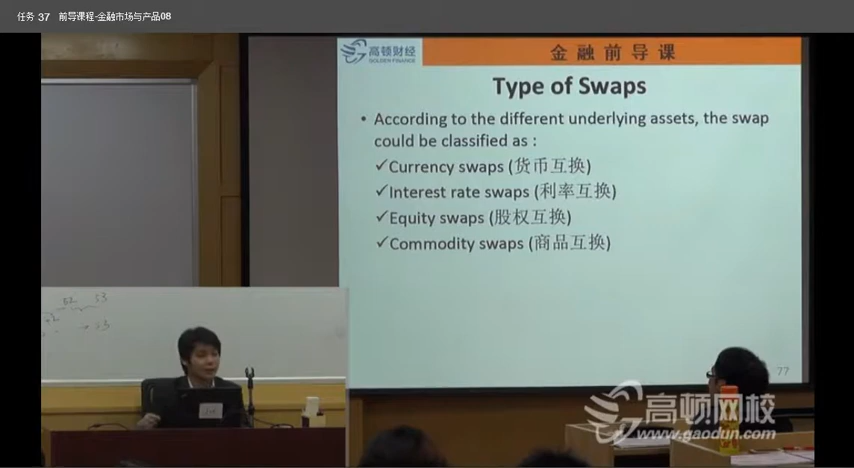 任务 37 前导课程-金融市场与产品08
高顿财经
GOLDEN FINANCE
金融前导课
Type of Swaps
• According to the different underlying assets, the swap
could be classified as :
✓Currency swaps (货币互换)
✓Interest rate swaps (利率互换)
✓Equity swaps (股权互换)
✓Commodity swaps (商品互换)
77
高顿网校
www.gaodun.com